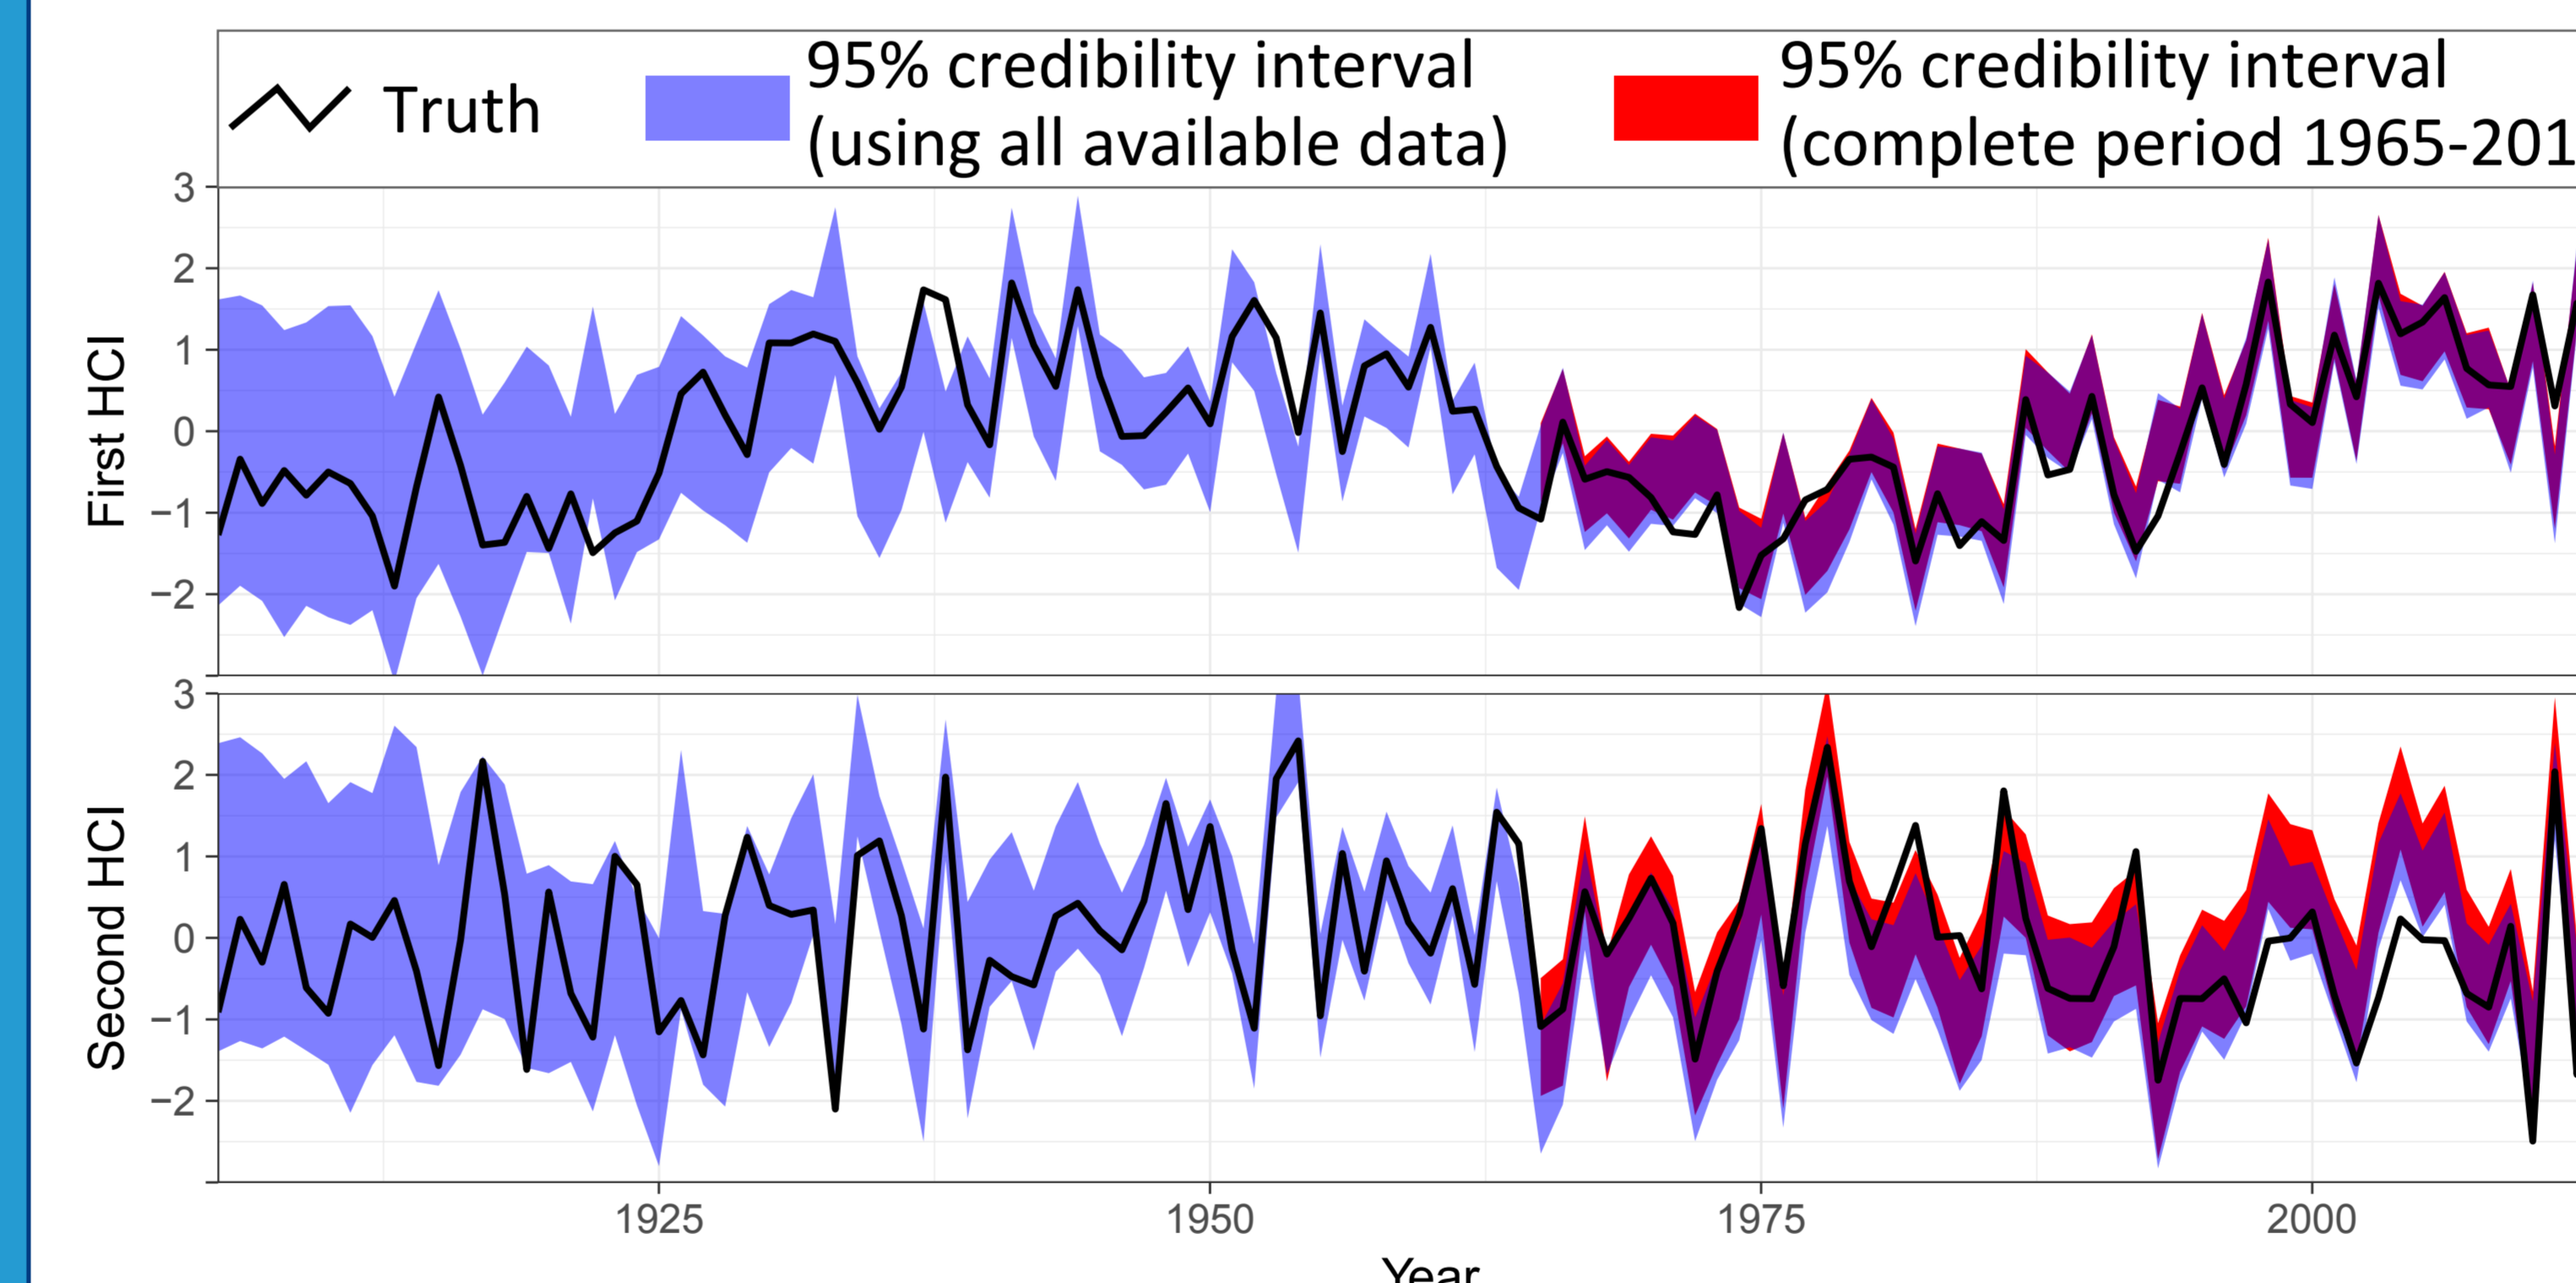 Truth
95% credibility interval
(using all available data)
95% credibility interval
(complete period 1965-201
First HCI
3
2
1
0
−1
−2
Second HCI
3
2
1
0
−1
−2
1925
1950
1975
2000
Year